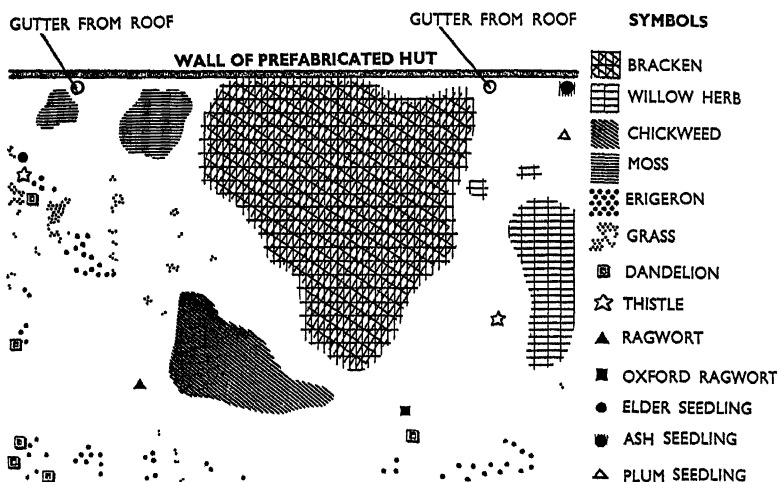 GUTTER FROM ROOF
GUTTER FROM ROOF
WALL OF PREFABRICATED HUT
SYMBOLS
BRACKEN
WILLOW HERB
CHICKWEED
MOSS
ERIGERON
GRASS
DANDELION
THISTLE
RAGWORT
OXFORD RAGWORT
ELDER SEEDLING
ASH SEEDLING
PLUM SEEDLING